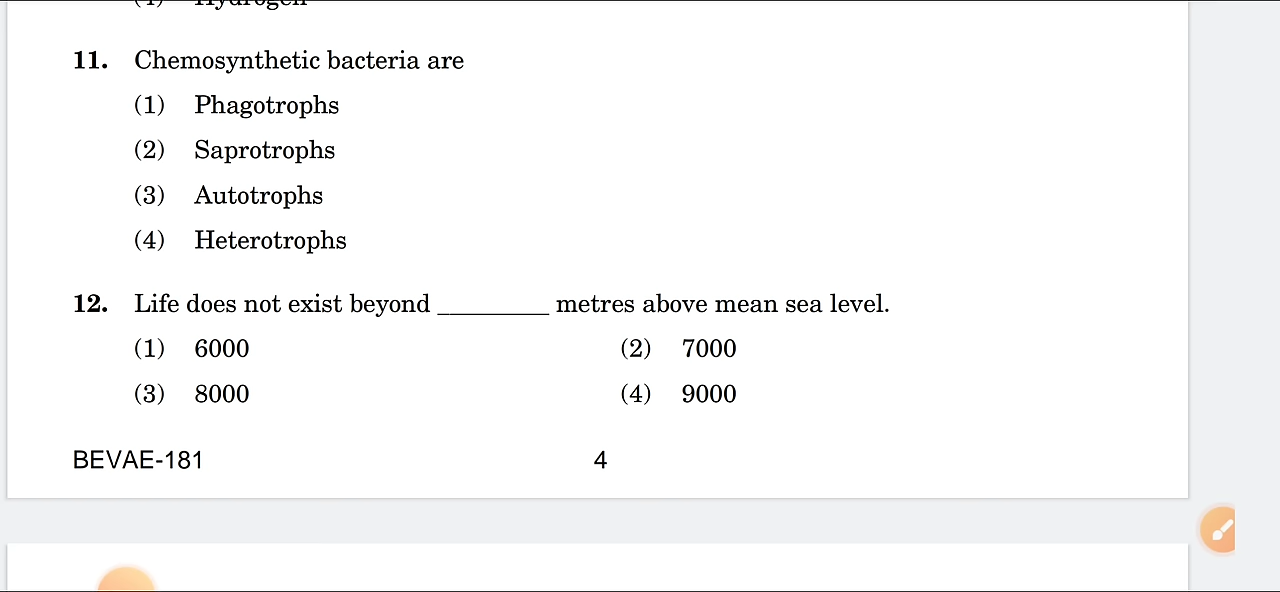 11. Chemosynthetic bacteria are
(1) Phagotrophs
(2) Saprotrophs
(3) Autotrophs
(4) Heterotrophs
12. Life does not exist beyond ________ metres above mean sea level.
(1) 6000 (2) 7000
(3) 8000 (4) 9000
BEVAE-181 4